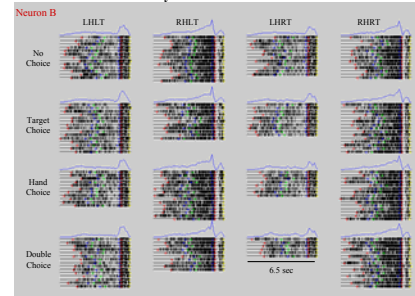 Neuron B
LHLT RHLT LHRT RHRT
No
Choice
Target
Choice
Hand
Choice
Double
Choice
6.5 sec